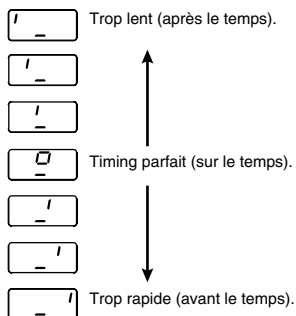 Trop lent (après le temps).
Timing parfait (sur le temps).
Trop rapide (avant le temps).